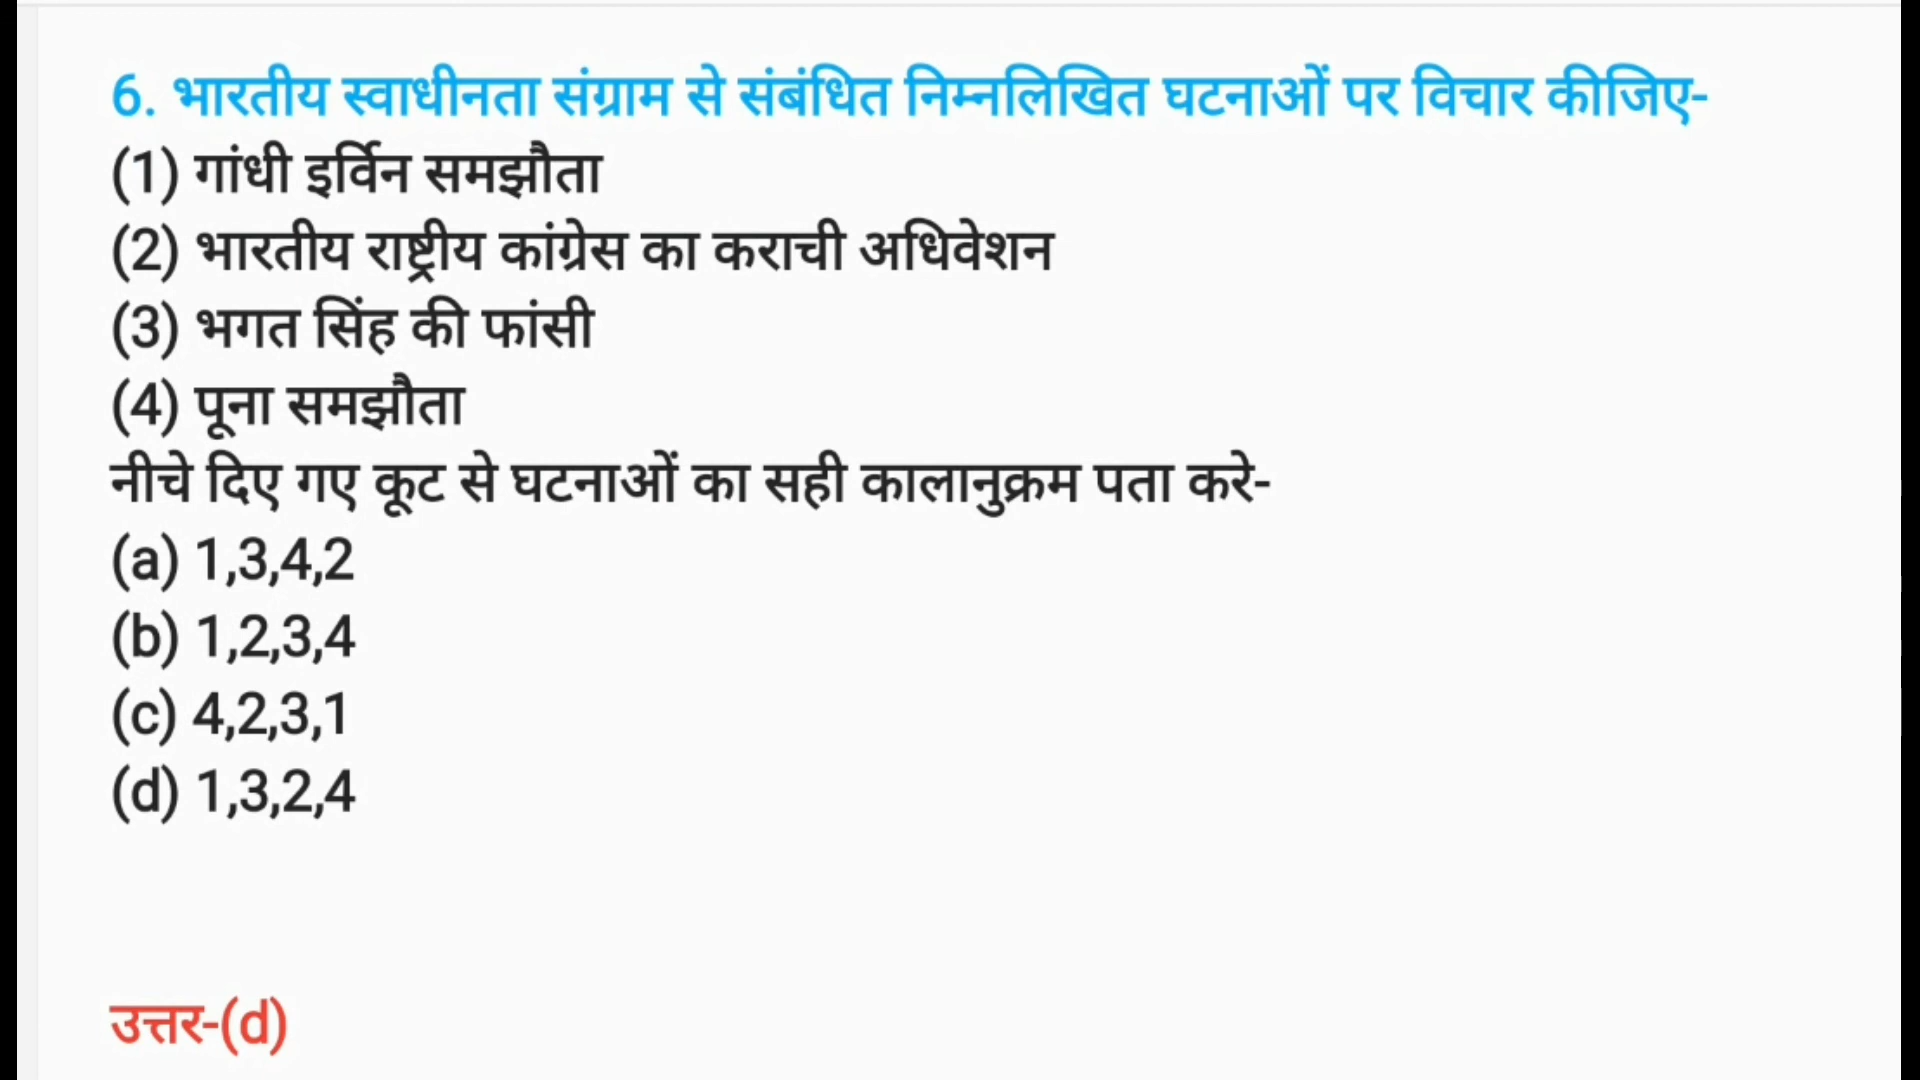 6. भारतीय स्वाधीनता संग्राम से संबंधित निम्नलिखित घटनाओं पर विचार कीजिए-
(1) गांधी इर्विन समझौता
(2) भारतीय राष्ट्रीय कांग्रेस का कराची अधिवेशन
(3) भगत सिंह की फांसी
(4) पूना समझौता
नीचे दिए गए कूट से घटनाओं का सही कालानुक्रम पता करे-
(a) 1,3,4,2
(b) 1,2,3,4
(c) 4,2,3,1
(d) 1,3,2,4
उत्तर-(d)